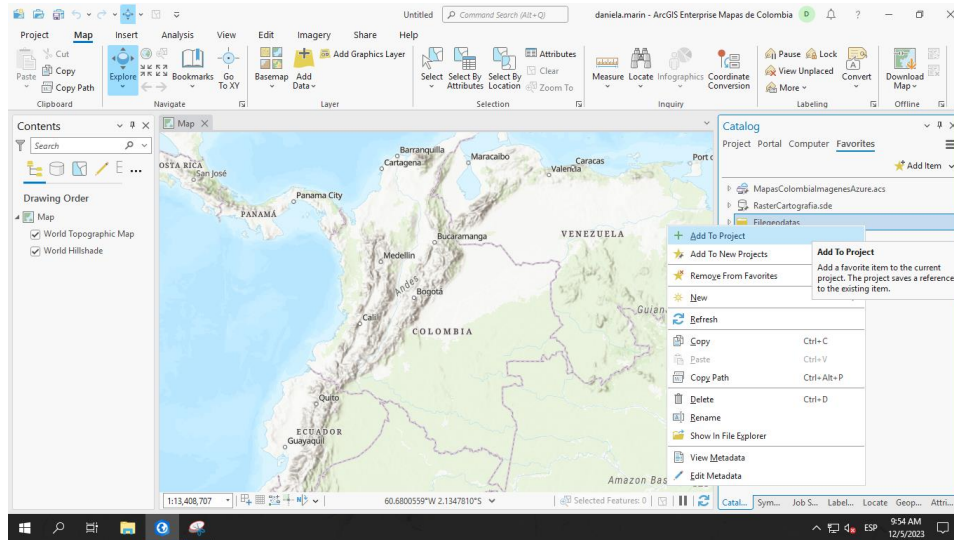 Untitled
Command Search (Alt+Q)
daniela.marin - ArcGIS Enterprise Mapas de Colombia
D
?
Project Map Insert Analysis View Edit Imagery Share Help
Paste
Cut
Copy
Copy Path
Clipboard
Explore
Bookmarks
Go To XY
Navigate
Basemap
Add Data
Add Graphics Layer
Layer
Select
Select By Attributes
Select By Location
Attributes
Clear
Zoom To
Selection
Measure
Locate
Infographics
Coordinate Conversion
Inquiry
Pause
Lock
View Unplaced
More
Convert
Labeling
Download Map
Offline
Contents
Search
Drawing Order
Map
World Topographic Map
World Hillshade
Map
OSTA RICA
San José
Panama City
PANAMÁ
Barranquilla
Cartagena
Maracaibo
Valencia
Caracas
Port
Bucaramanga
VENEZUELA
Medellin
Andes
Bogotá
Cali
COLOMBIA
Guian
Quito
ECUADOR
Guayaquil
Amazon Bas
1:13,408,707
60.6800559°W 2.1347810°S
Selected Features: 0
Catalog
Project Portal Computer Favorites
Add Item
MapasColombiaImagenesAzure.acs
RasterCartografia.sde
Filegeodatas
Add To Project
Add To New Projects
Remove From Favorites
New
Refresh
Copy Ctrl+C
Paste Ctrl+V
Copy Path Ctrl+Alt+P
Delete Ctrl+D
Rename
Show In File Explorer
View Metadata
Edit Metadata
Add To Project
Add a favorite item to the current
project. The project saves a reference
to the existing item.
Catal... Sym... Job S... Label... Locate Geop... Attri...
ESP
9:54 AM
12/5/2023